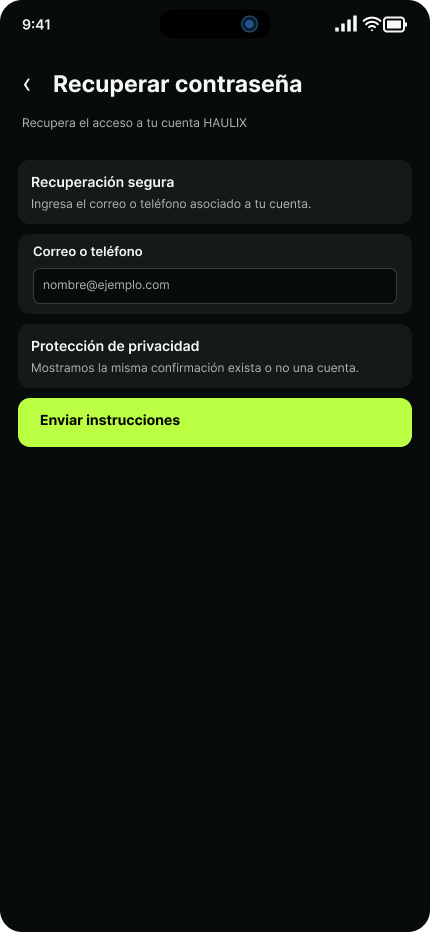 9:41
‹ Recuperar contraseña
Recupera el acceso a tu cuenta HAULIX
Recuperación segura
Ingresa el correo o teléfono asociado a tu cuenta.
Correo o teléfono
nombre@ejemplo.com
Protección de privacidad
Mostramos la misma confirmación exista o no una cuenta.
Enviar instrucciones